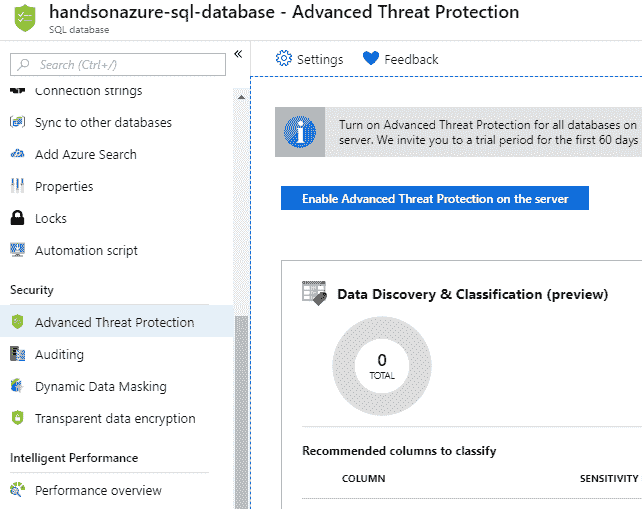 handsonazure-sql-database - Advanced Threat Protection
SQL database
Search (Ctrl+/)
«
Settings
Feedback
Connection strings
Sync to other databases
Add Azure Search
Properties
Locks
Automation script
Security
Advanced Threat Protection
Auditing
Dynamic Data Masking
Transparent data encryption
Intelligent Performance
Performance overview
Turn on Advanced Threat Protection for all databases on
server. We invite you to a trial period for the first 60 days
Enable Advanced Threat Protection on the server
Data Discovery & Classification (preview)
0
TOTAL
Recommended columns to classify
COLUMN SENSITIVITY